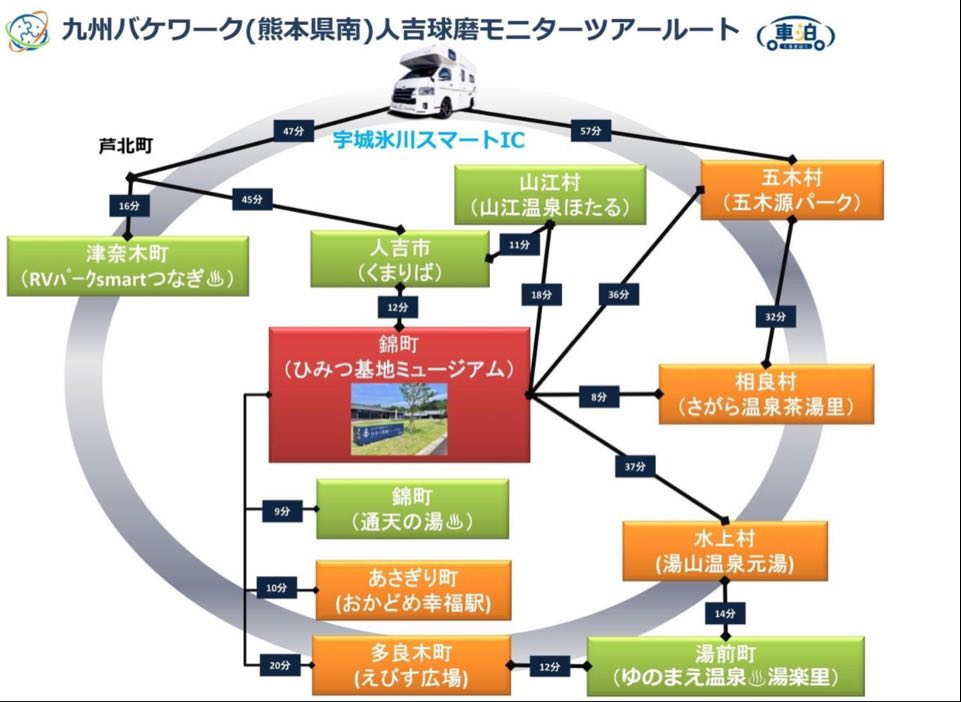 九州バケワーク(熊本県南)人吉球磨モニターツアールート
車泊
くるまはく
47分
57分
宇城氷川スマートIC
芦北町
16分
45分
山江村
（山江温泉ほたる）
五木村
（五木源パーク）
津奈木町
（RVﾊﾟｰｸsmartつなぎ♨）
人吉市
（くまりば）
11分
18分
36分
32分
12分
錦町
（ひみつ基地ミュージアム）
8分
相良村
（さがら温泉茶湯里）
37分
9分
錦町
（通天の湯♨）
水上村
(湯山温泉元湯)
10分
あさぎり町
(おかどめ幸福駅)
14分
20分
多良木町
(えびす広場)
12分
湯前町
（ゆのまえ温泉♨湯楽里）